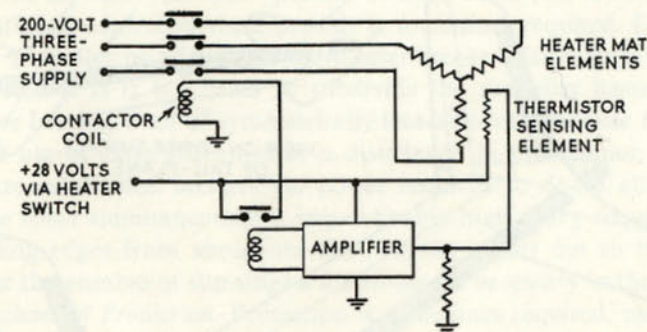 200-VOLT
THREE-
PHASE
SUPPLY
HEATER MAT
ELEMENTS
CONTACTOR
COIL
THERMISTOR
SENSING
ELEMENT
+28 VOLTS
VIA HEATER
SWITCH
AMPLIFIER